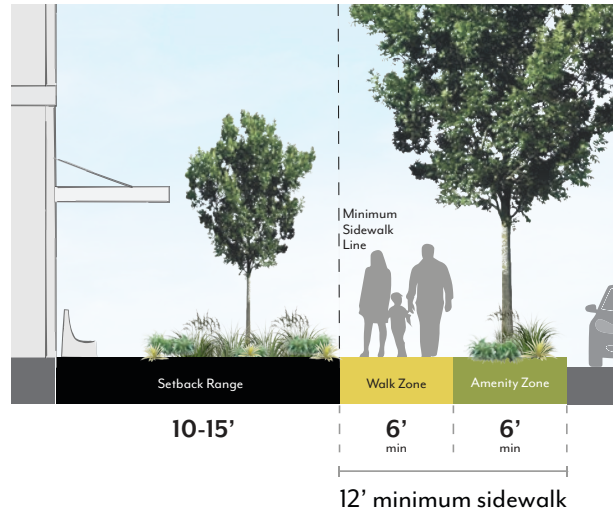 Minimum
Sidewalk
Line
Setback Range
Walk Zone
Amenity Zone
10-15’
6’
min
6’
min
12’ minimum sidewalk